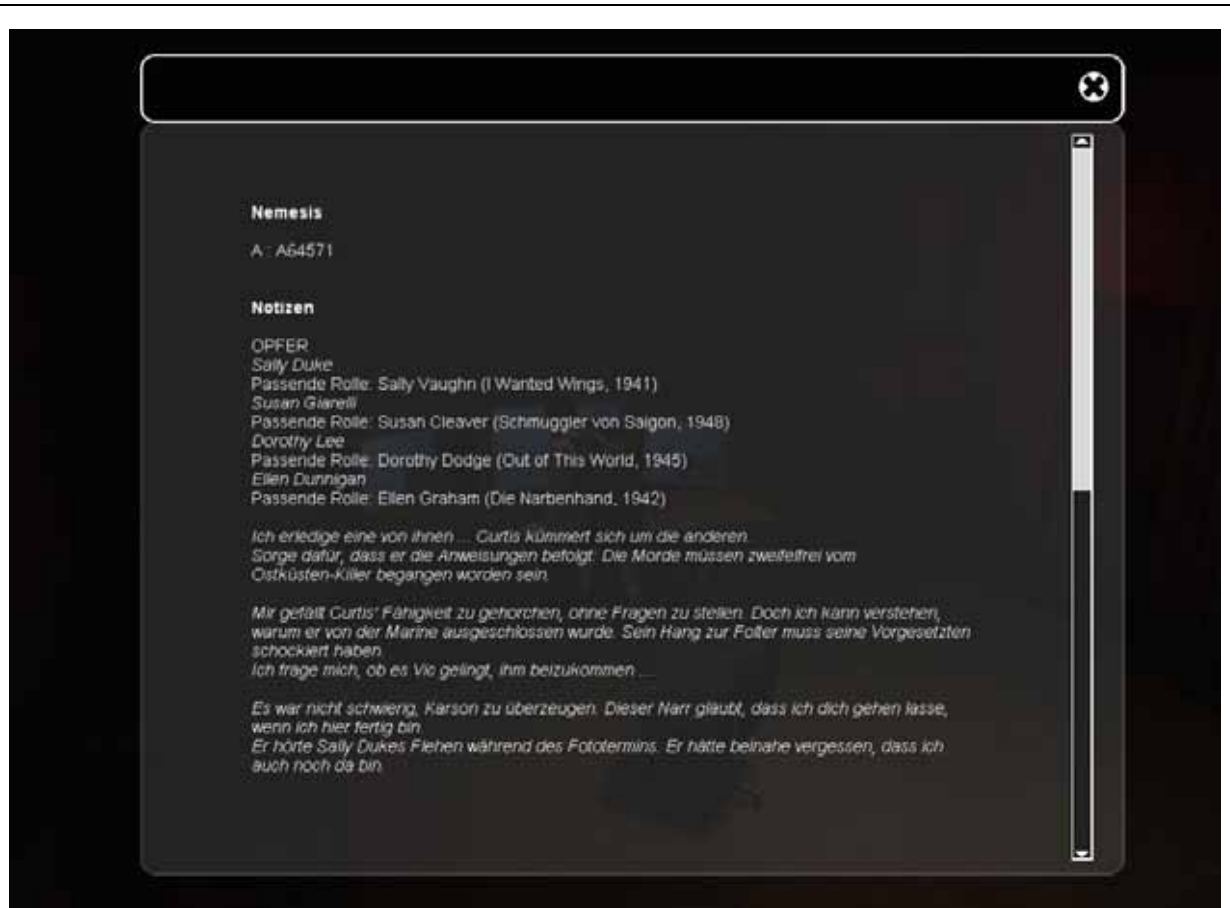 Nemesis
A : A64571
Notizen
OPFER
Sally Duke
Passende Rolle: Sally Vaughn (I Wanted Wings, 1941)
Susan Giarelli
Passende Rolle: Susan Cleaver (Schmuggler von Saigon, 1948)
Dorothy Lee
Passende Rolle: Dorothy Dodge (Out of This World, 1945)
Ellen Dunnigan
Passende Rolle: Ellen Graham (Die Narbenhand, 1942)
Ich erledige eine von ihnen ... Curtis kümmert sich um die anderen.
Sorge dafür, dass er die Anweisungen befolgt. Die Morde müssen zweifelfrei vom
Ostküsten-Killer begangen worden sein.
Mir gefällt Curtis' Fähigkeit zu gehorchen, ohne Fragen zu stellen. Doch ich kann verstehen,
warum er von der Marine ausgeschlossen wurde. Sein Hang zur Folter muss seine Vorgesetzten
schockiert haben.
Ich frage mich, ob es Vic gelingt, ihm beizukommen ...
Es war nicht schwierig, Karson zu überzeugen. Dieser Narr glaubt, dass ich dich gehen lasse,
wenn ich hier fertig bin.
Er hörte Sally Dukes Flehen während des Fototermins. Er hätte beinahe vergessen, dass ich
auch noch da bin.